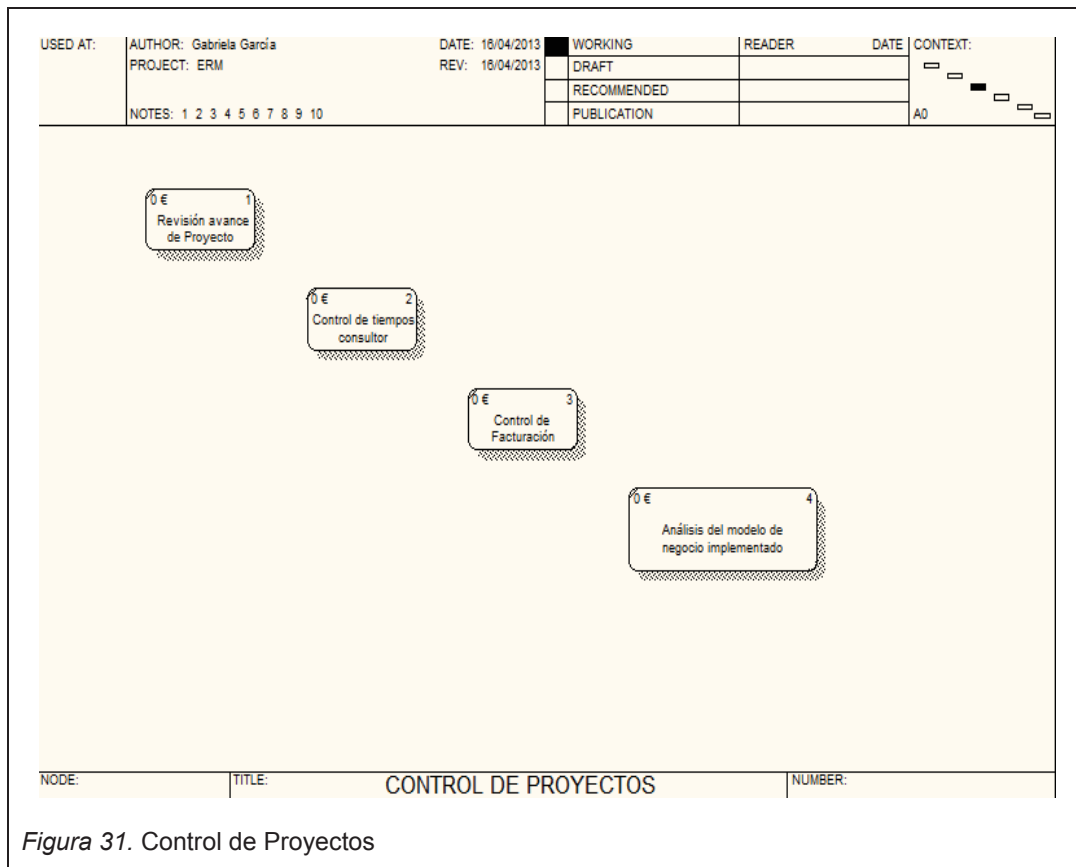 USED AT:
AUTHOR: Gabriela García
DATE: 16/04/2013
WORKING
READER
DATE
CONTEXT:
PROJECT: ERM
REV: 16/04/2013
DRAFT
RECOMMENDED
NOTES: 1 2 3 4 5 6 7 8 9 10
PUBLICATION
A0
0 € 1
Revisión avance
de Proyecto
0 € 2
Control de tiempos
consultor
0 € 3
Control de
Facturación
0 € 4
Análisis del modelo de
negocio implementado
NODE:
TITLE:
CONTROL DE PROYECTOS
NUMBER:
Figura 31. Control de Proyectos